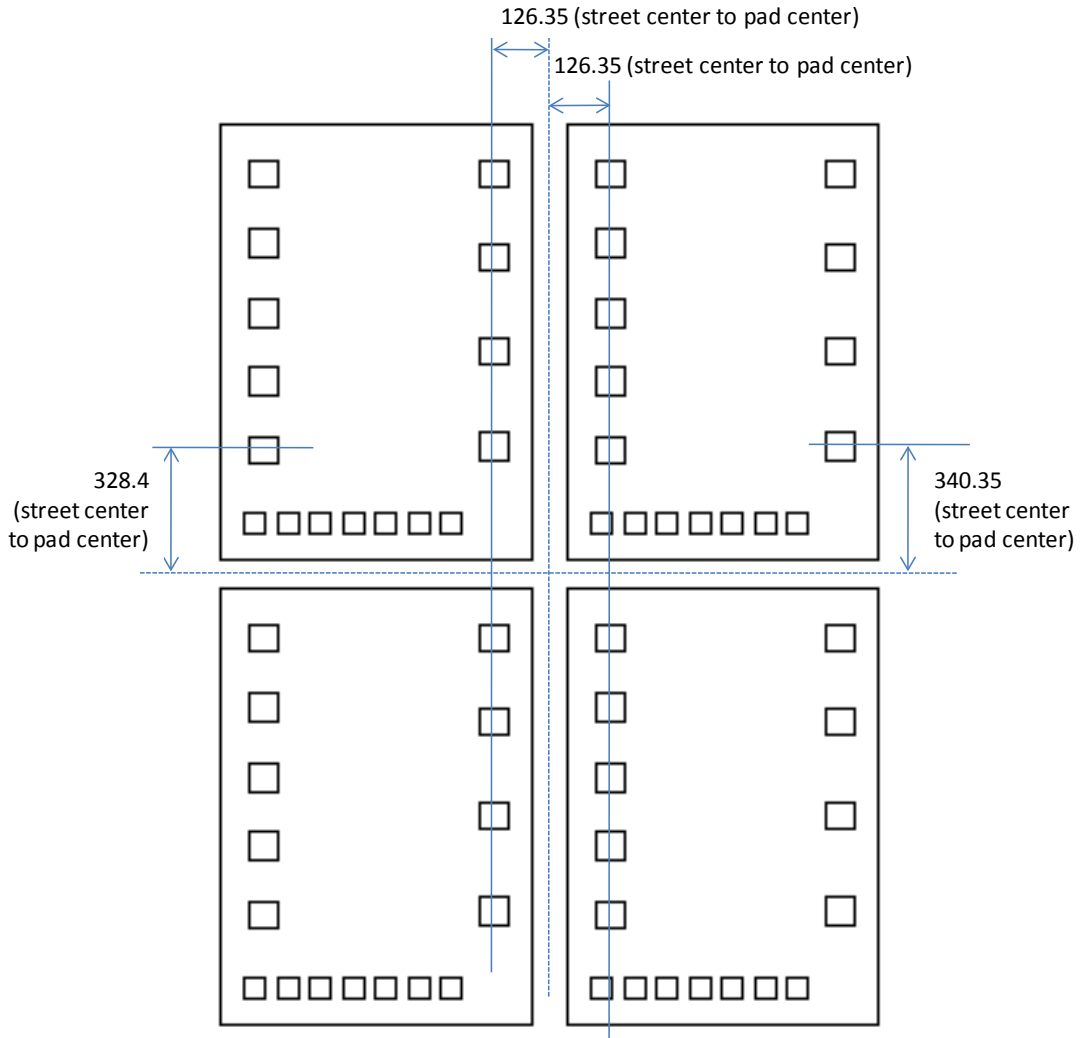 126.35 (street center to pad center)
126.35 (street center to pad center)
328.4
(street center
to pad center)
340.35
(street center
to pad center)